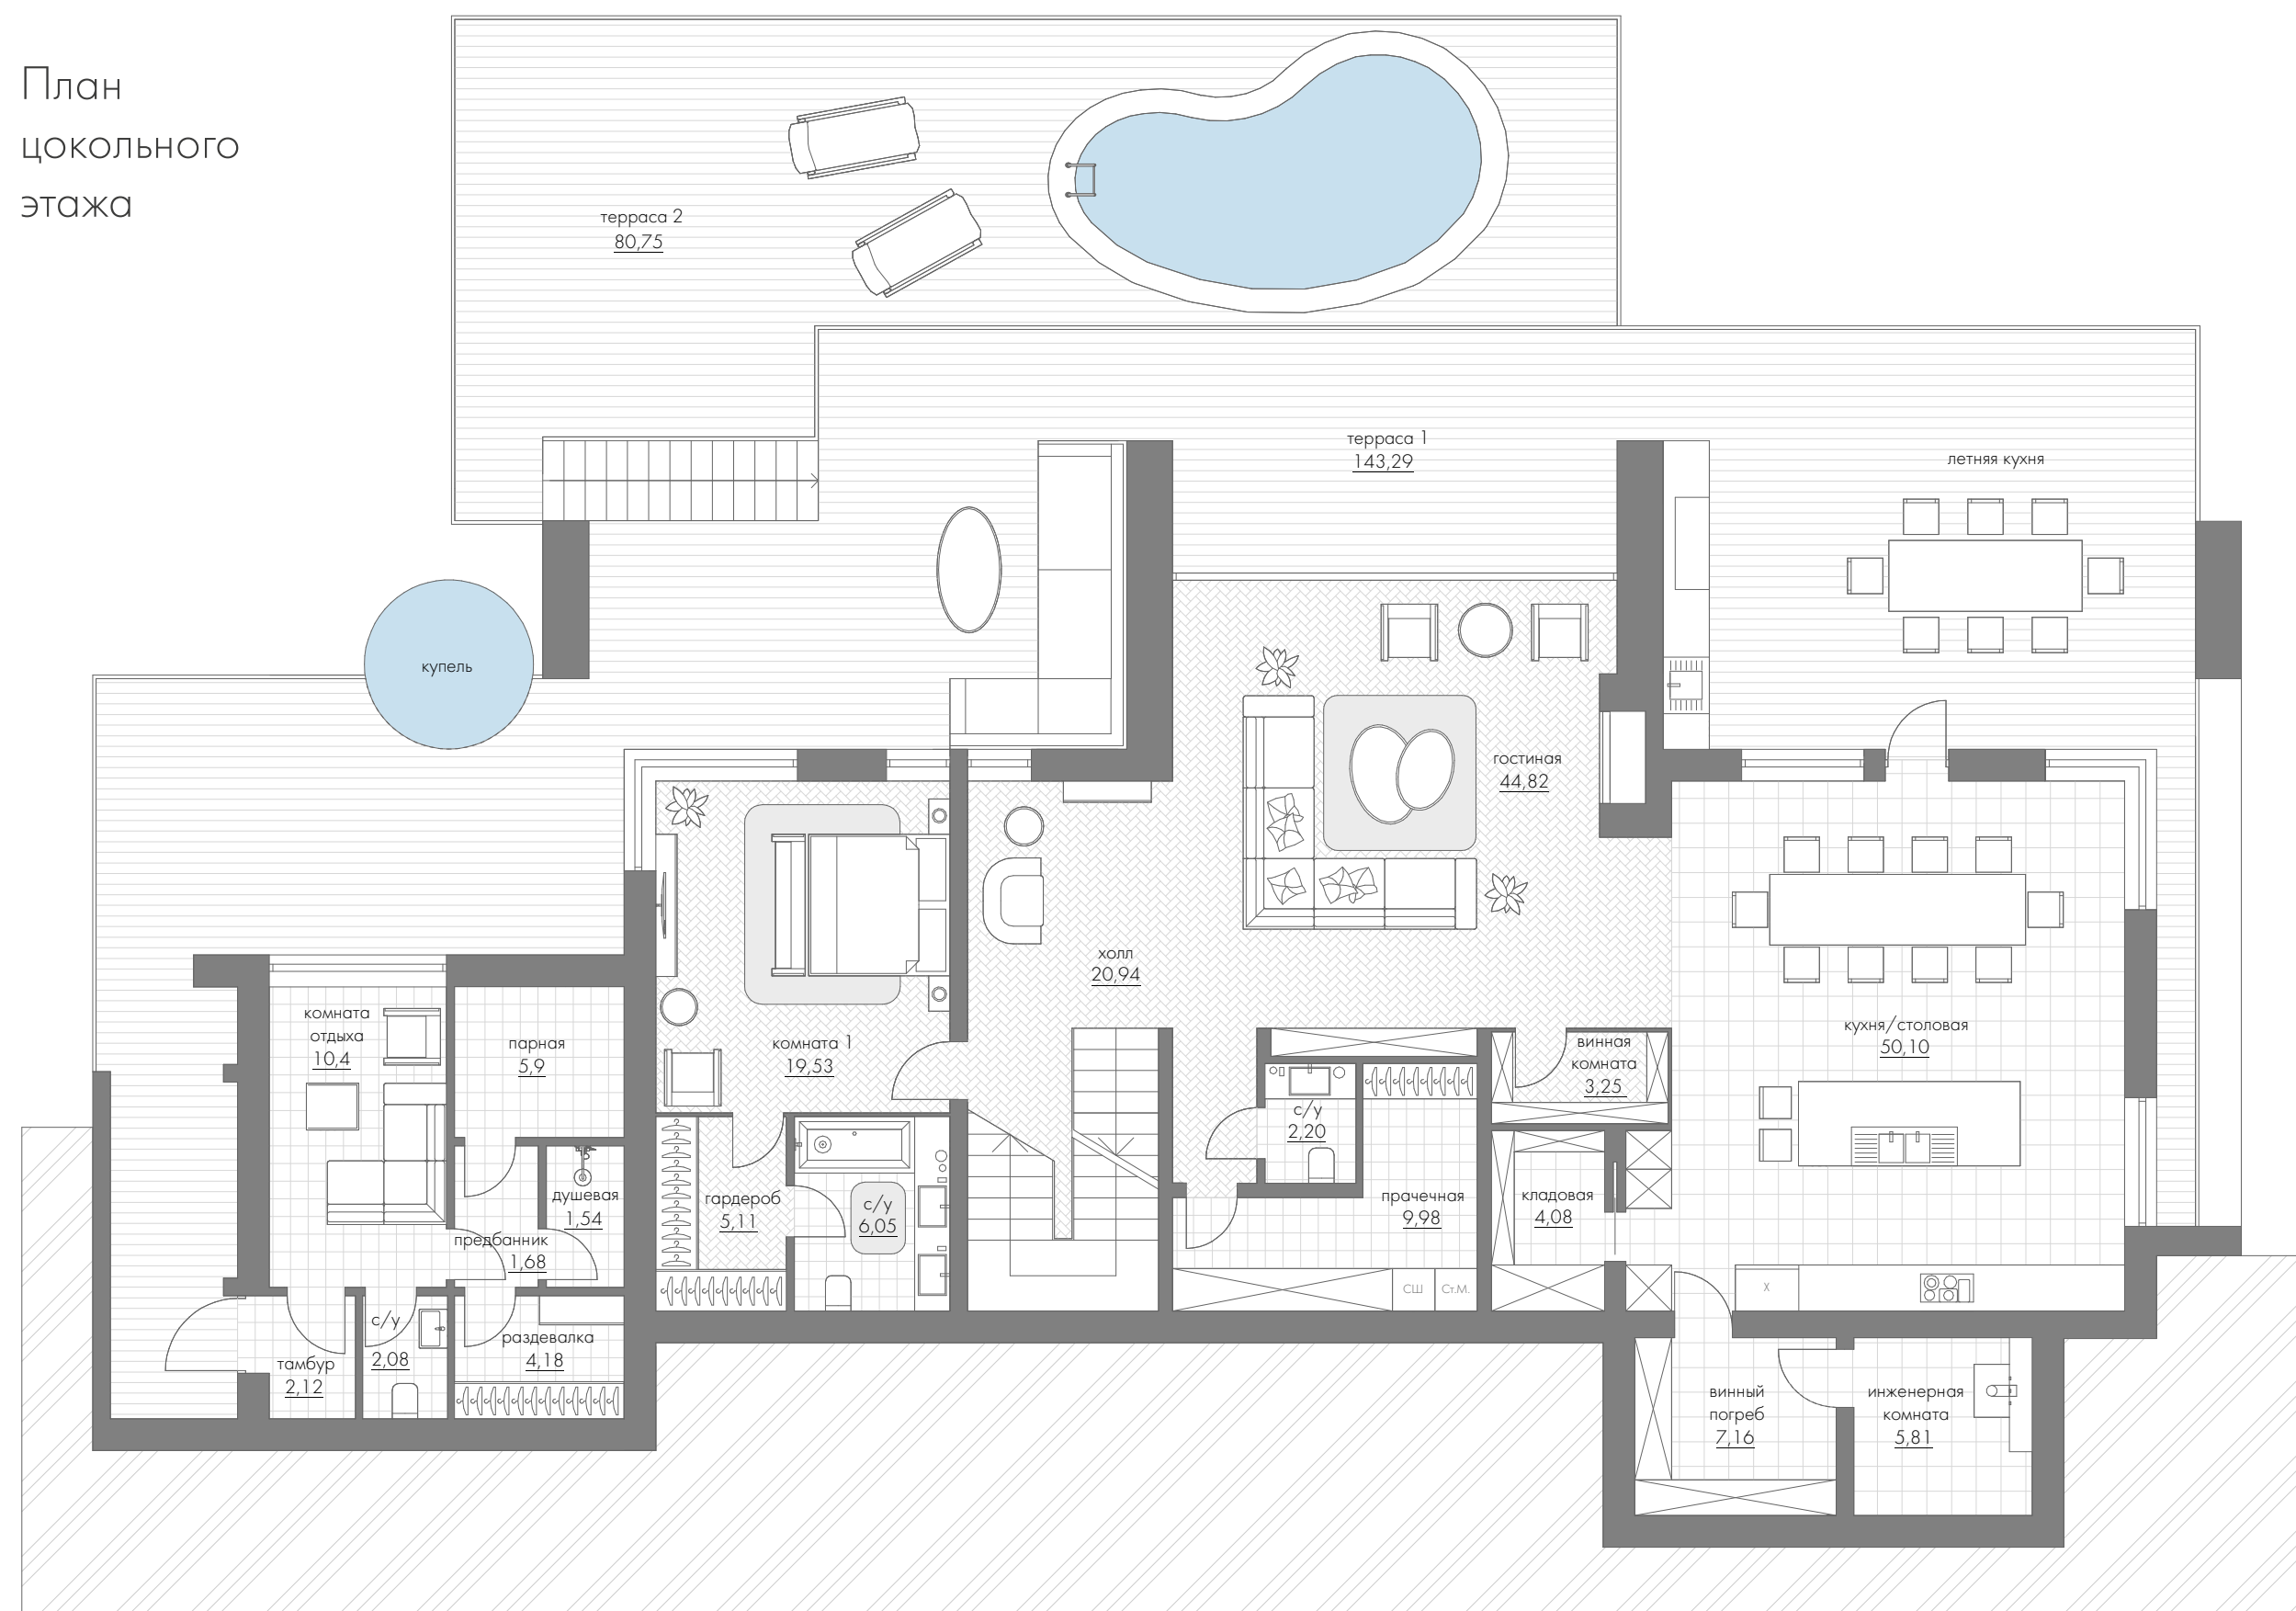 План
цокольного
этажа
терраса 2
80,75
терраса 1
143,29
летняя кухня
купель
гостиная
44,82
холл
20,94
комната
отдыха
10,4
парная
5,9
комната 1
19,53
кухня/столовая
50,10
винная
комната
3,25
с/у
2,20
душевая
1,54
предбанник
1,68
гардероб
5,11
с/у
6,05
прачечная
9,98
кладовая
4,08
СШ
Ст.М.
Х
с/у
2,08
раздевалка
4,18
тамбур
2,12
винный
погреб
7,16
инженерная
комната
5,81